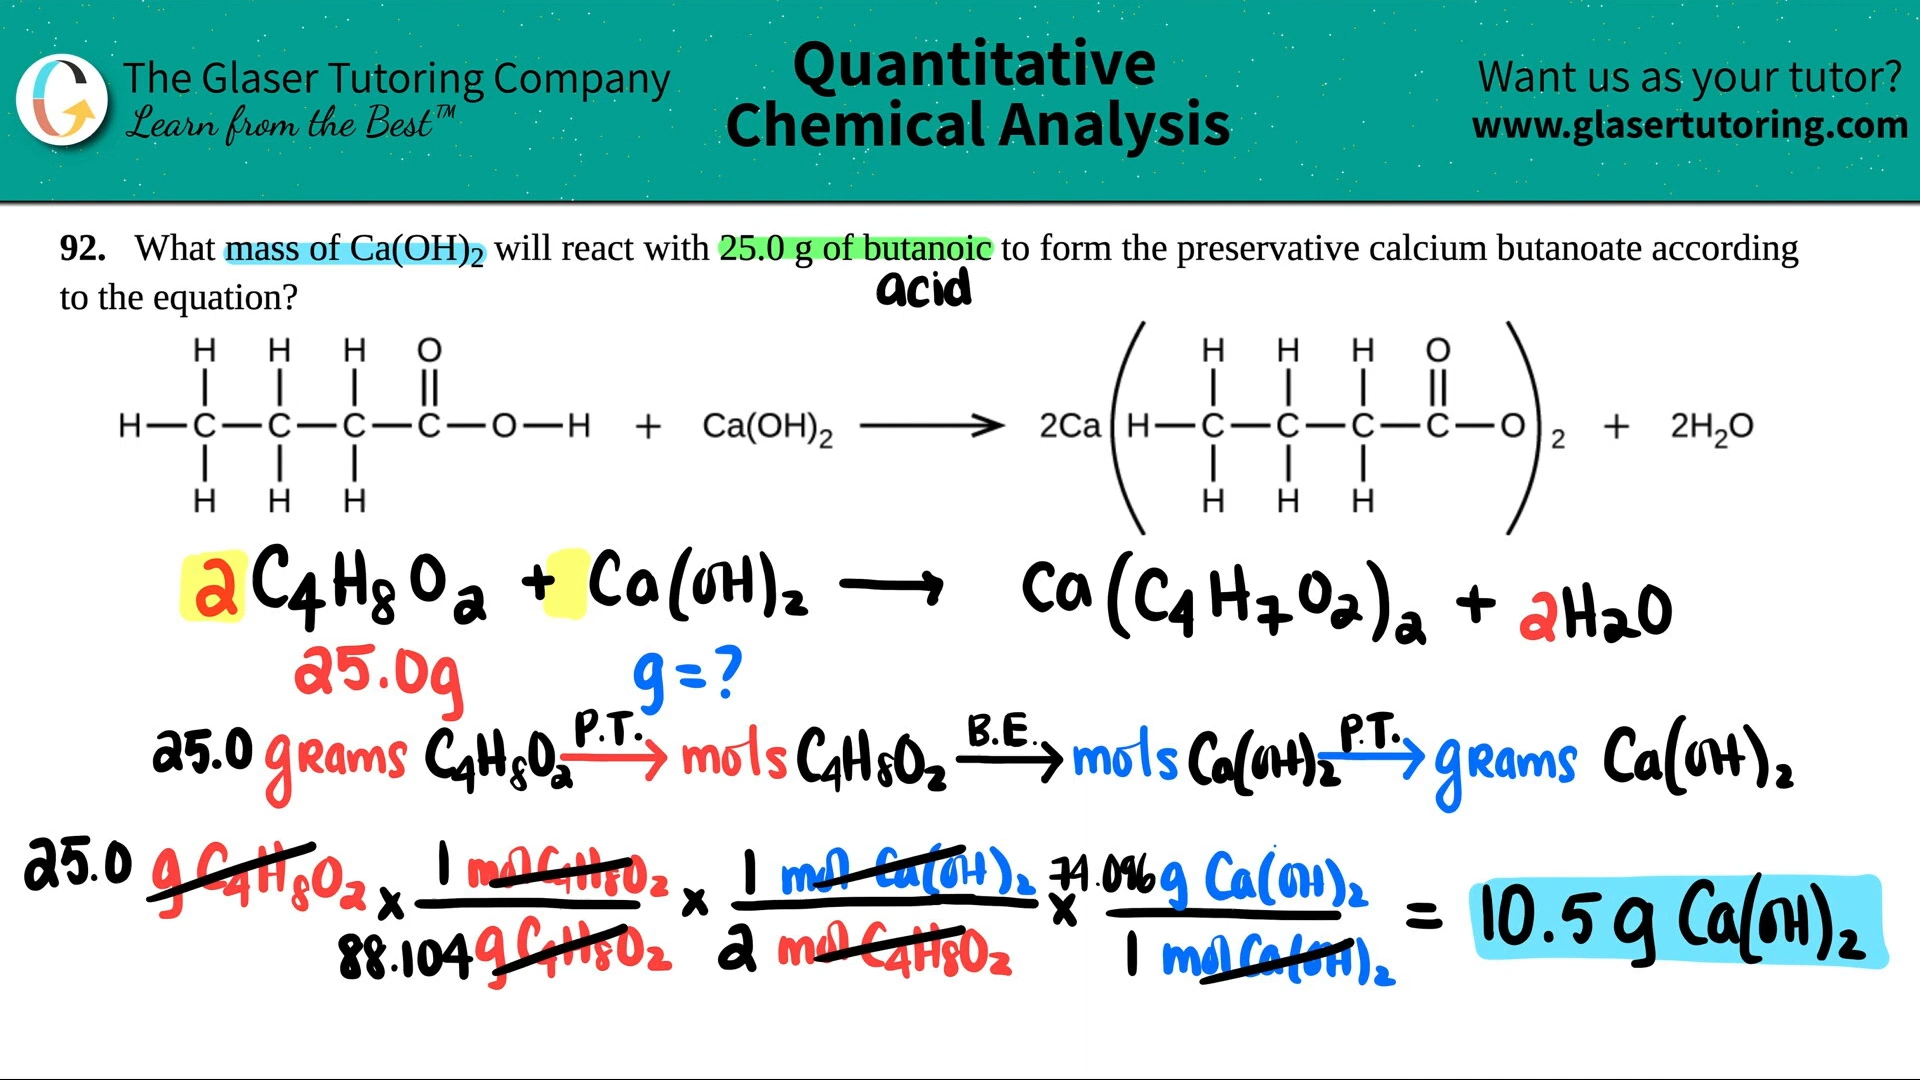 The Glaser Tutoring Company
Learn from the Best™
Quantitative
Chemical Analysis
Want us as your tutor?
www.glasertutoring.com
92. What mass of Ca(OH)₂ will react with 25.0 g of butanoic to form the preservative calcium butanoate according
acid
to the equation?
H H H O
H—C—C—C—C—O—H + Ca(OH)₂ ⟶ 2Ca(H—C—C—C—C—O)₂ + 2H₂O
H H H
H H H O
H H H
2C₄H₈O₂ + Ca(OH)₂ ⟶ Ca(C₄H₇O₂)₂ + 2H₂O
25.0g g=?
25.0 grams C₄H₈O₂ P.T.→ mols C₄H₈O₂ B.E.→ mols Ca(OH)₂ P.T.→ grams Ca(OH)₂
25.0 g C₄H₈O₂ × 1 mol C₄H₈O₂ / 88.104 g C₄H₈O₂ × 1 mol Ca(OH)₂ / 2 mol C₄H₈O₂ × 74.096 g Ca(OH)₂ / 1 mol Ca(OH)₂ = 10.5 g Ca(OH)₂